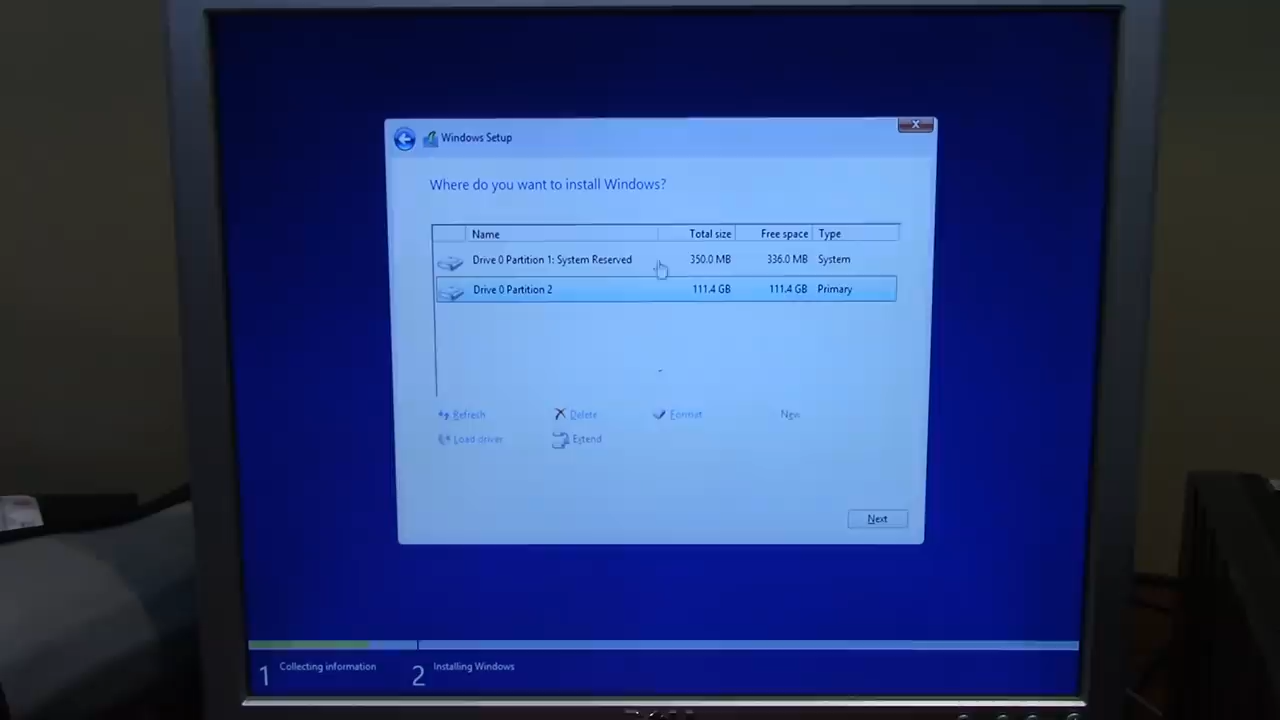 Windows Setup
X
Where do you want to install Windows?
Name Total size Free space Type
Drive 0 Partition 1: System Reserved 350.0 MB 336.0 MB System
Drive 0 Partition 2 111.4 GB 111.4 GB Primary
Refresh Delete Format New
Load driver Extend
Next
1 Collecting information 2 Installing Windows